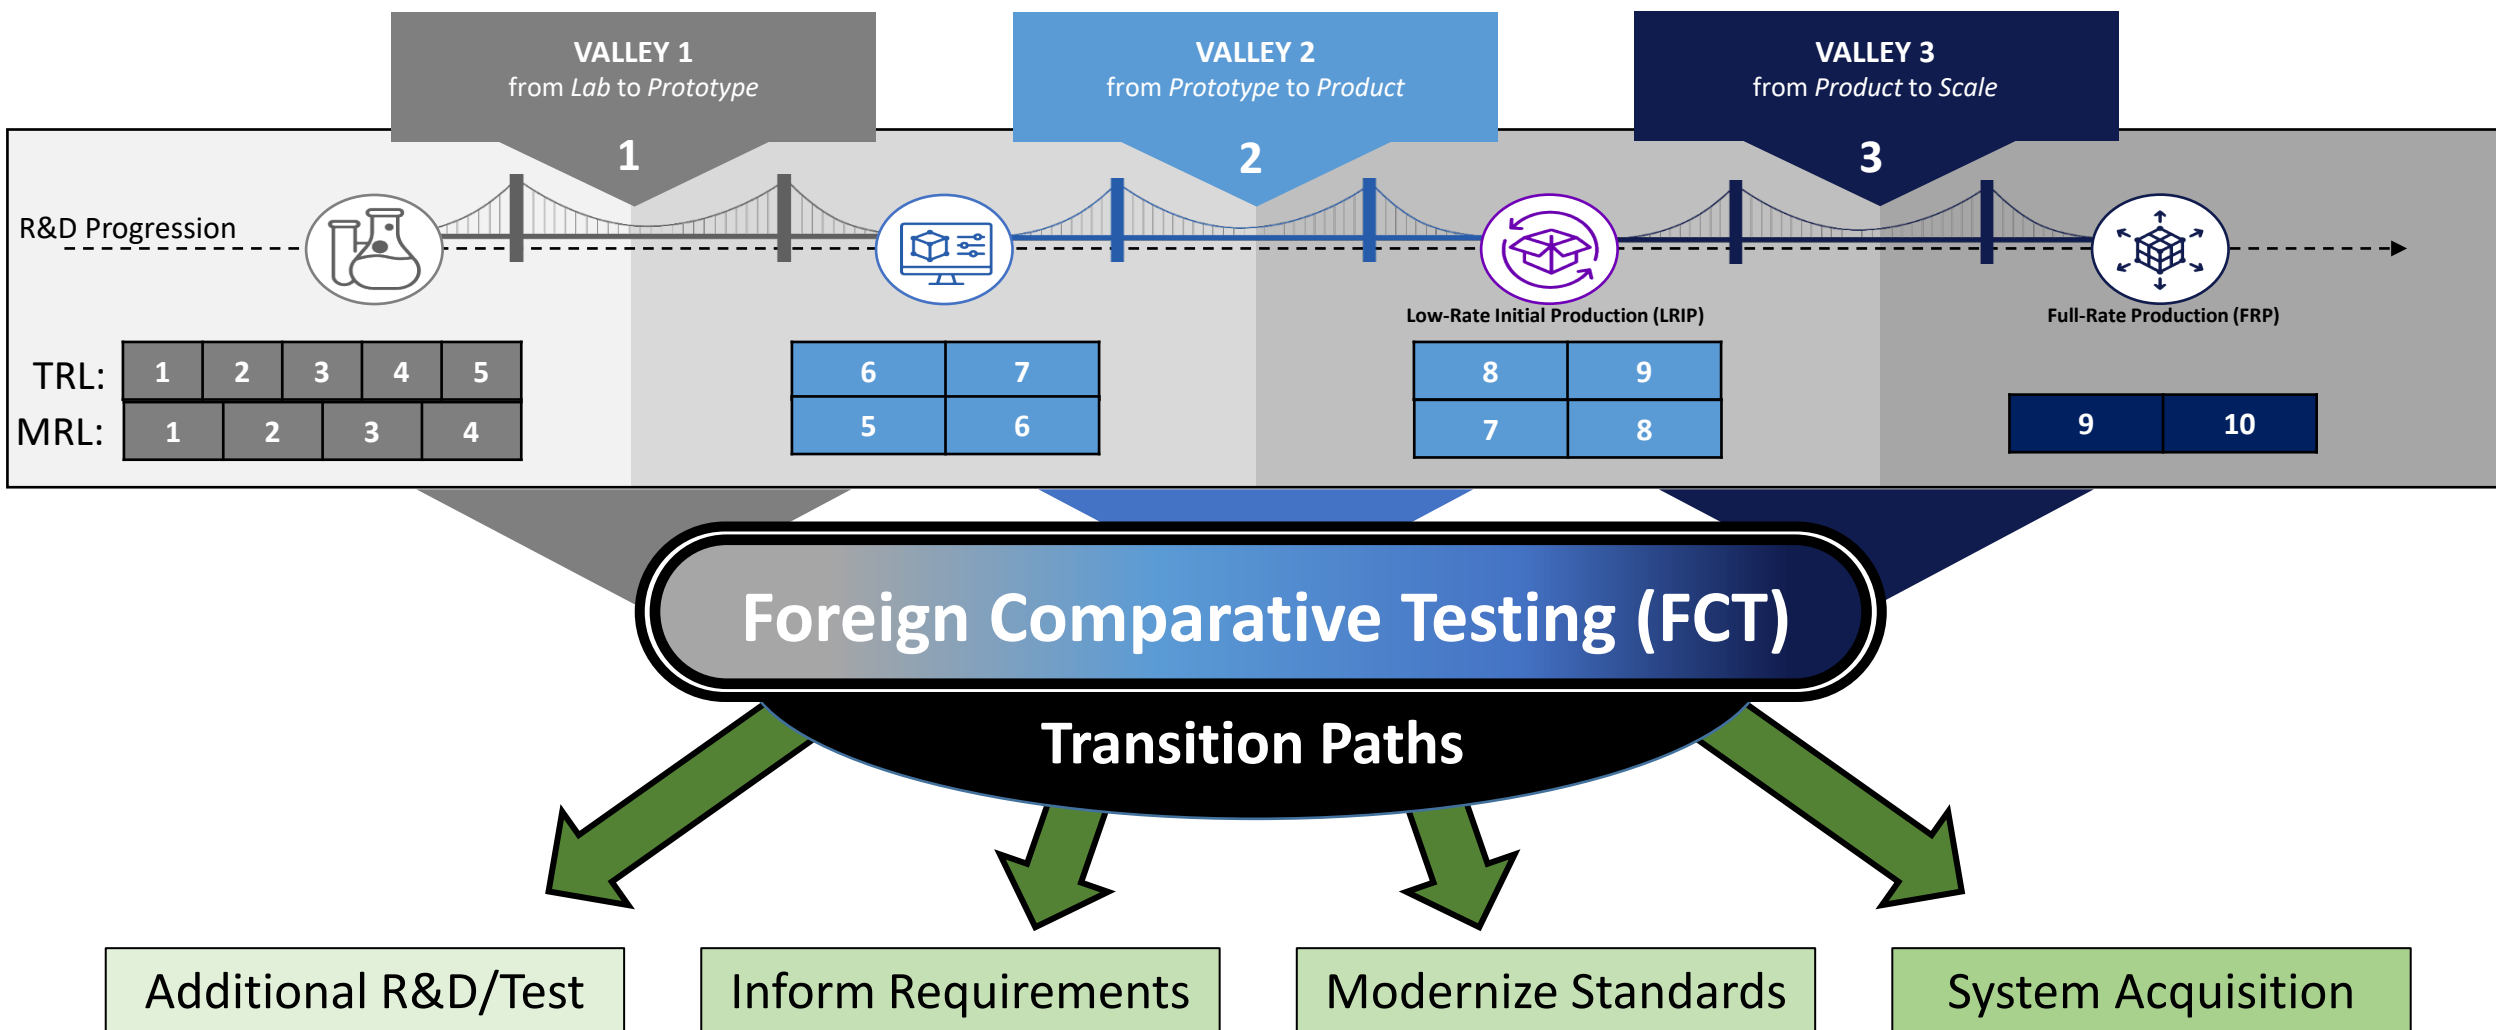 VALLEY 1
from Lab to Prototype
1
VALLEY 2
from Prototype to Product
2
VALLEY 3
from Product to Scale
3
R&D Progression
Low-Rate Initial Production (LRIP)
Full-Rate Production (FRP)
TRL: 1 2 3 4 5 6 7 8 9
MRL: 1 2 3 4 5 6 7 8 9 10
Foreign Comparative Testing (FCT)
Transition Paths
Additional R&D/Test
Inform Requirements
Modernize Standards
System Acquisition